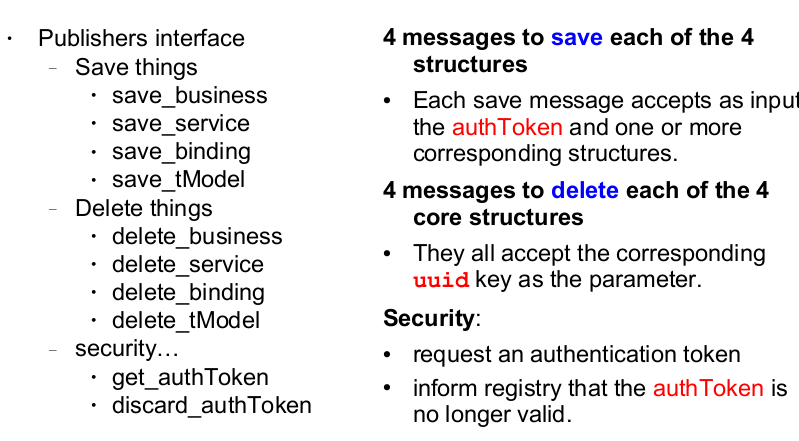 • Publishers interface
– Save things
• save_business
• save_service
• save_binding
• save_tModel
– Delete things
• delete_business
• delete_service
• delete_binding
• delete_tModel
– security…
• get_authToken
• discard_authToken
4 messages to save each of the 4
structures
• Each save message accepts as input
the authToken and one or more
corresponding structures.
4 messages to delete each of the 4
core structures
• They all accept the corresponding
uuid key as the parameter.
Security:
• request an authentication token
• inform registry that the authToken is
no longer valid.